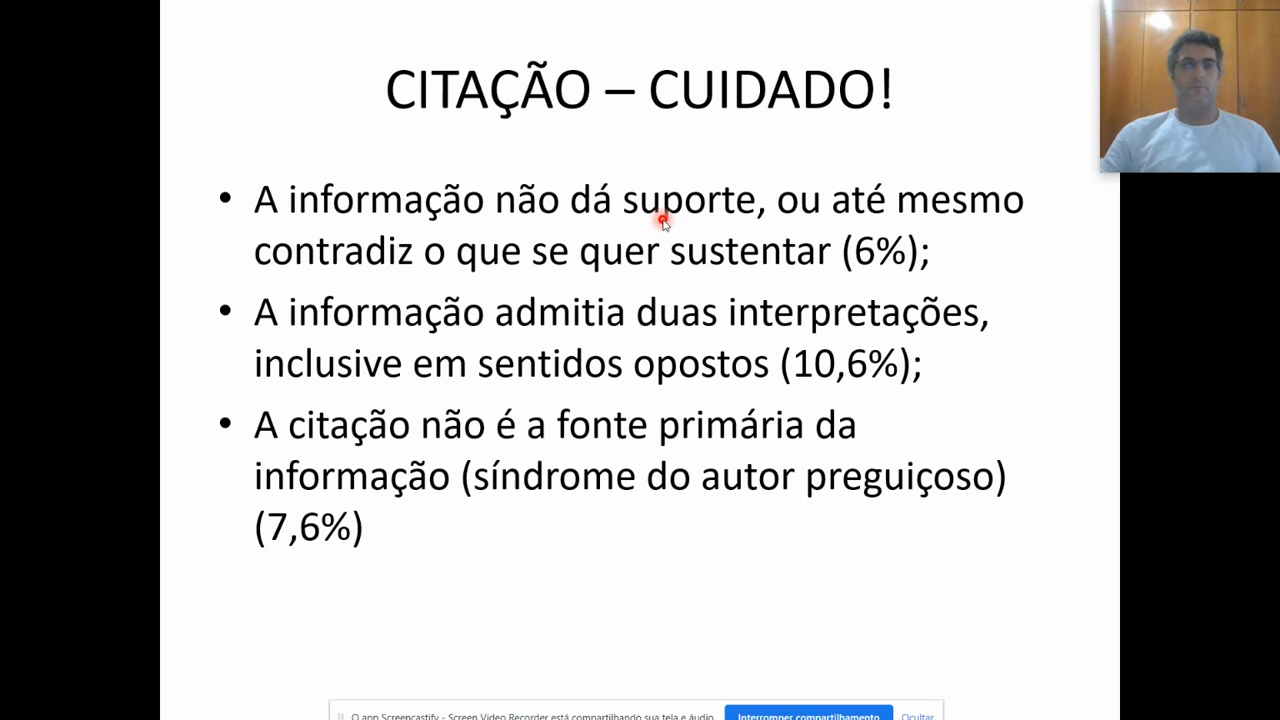 CITAÇÃO – CUIDADO!
• A informação não dá suporte, ou até mesmo
contradiz o que se quer sustentar (6%);
• A informação admitia duas interpretações,
inclusive em sentidos opostos (10,6%);
• A citação não é a fonte primária da
informação (síndrome do autor preguiçoso)
(7,6%)
O app Screencastify - Screen Video Recorder está compartilhando sua tela e áudio. Interromper compartilhamento Ocultar